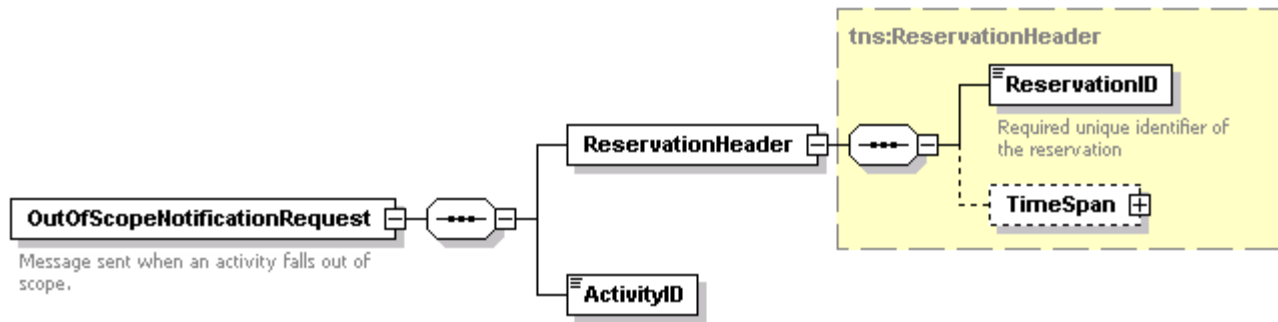 tns:ReservationHeader
ReservationID
Required unique identifier of
the reservation
ReservationHeader
TimeSpan
OutOfScopeNotificationRequest
Message sent when an activity falls out of
scope.
ActivityID